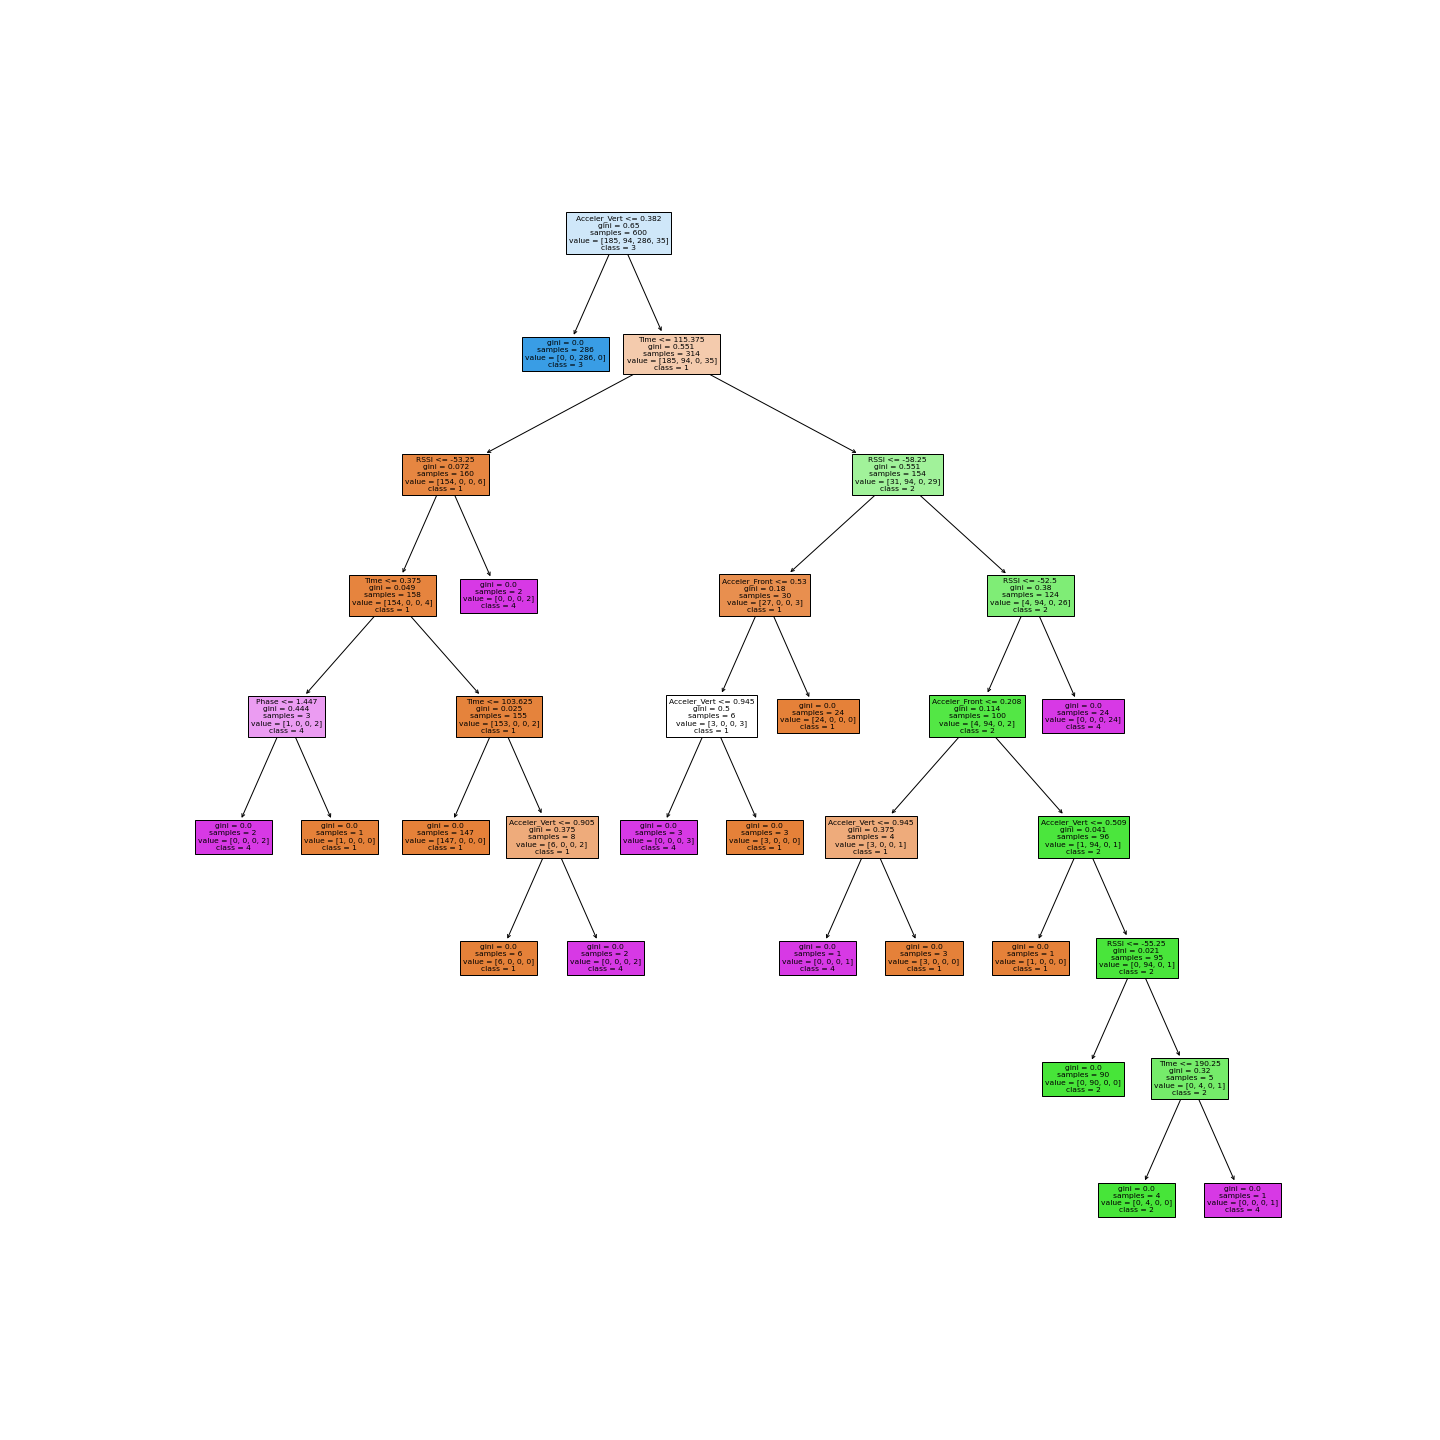 Acceler_Vert <= 0.382
gini = 0.65
samples = 600
value = [185, 94, 286, 35]
class = 3
gini = 0.0
samples = 286
value = [0, 0, 286, 0]
class = 3
Time <= 115.375
gini = 0.551
samples = 314
value = [185, 94, 0, 35]
class = 1
RSSI <= -53.25
gini = 0.072
samples = 160
value = [154, 0, 0, 6]
class = 1
RSSI <= -58.25
gini = 0.551
samples = 154
value = [31, 94, 0, 29]
class = 2
Time <= 0.375
gini = 0.049
samples = 158
value = [154, 0, 0, 4]
class = 1
gini = 0.0
samples = 2
value = [0, 0, 0, 2]
class = 4
Acceler_Front <= 0.53
gini = 0.18
samples = 30
value = [27, 0, 0, 3]
class = 1
RSSI <= -52.5
gini = 0.38
samples = 124
value = [4, 94, 0, 26]
class = 2
Phase <= 1.447
gini = 0.444
samples = 3
value = [1, 0, 0, 2]
class = 4
Time <= 103.625
gini = 0.025
samples = 155
value = [153, 0, 0, 2]
class = 1
Acceler_Vert <= 0.945
gini = 0.5
samples = 6
value = [3, 0, 0, 3]
class = 1
gini = 0.0
samples = 24
value = [24, 0, 0, 0]
class = 1
Acceler_Front <= 0.208
gini = 0.114
samples = 100
value = [4, 94, 0, 2]
class = 2
gini = 0.0
samples = 24
value = [0, 0, 0, 24]
class = 4
gini = 0.0
samples = 2
value = [0, 0, 0, 2]
class = 4
gini = 0.0
samples = 1
value = [1, 0, 0, 0]
class = 1
gini = 0.0
samples = 147
value = [147, 0, 0, 0]
class = 1
Acceler_Vert <= 0.905
gini = 0.375
samples = 8
value = [6, 0, 0, 2]
class = 1
gini = 0.0
samples = 3
value = [0, 0, 0, 3]
class = 4
gini = 0.0
samples = 3
value = [3, 0, 0, 0]
class = 1
Acceler_Vert <= 0.945
gini = 0.375
samples = 4
value = [3, 0, 0, 1]
class = 1
Acceler_Vert <= 0.509
gini = 0.041
samples = 96
value = [1, 94, 0, 1]
class = 2
gini = 0.0
samples = 6
value = [6, 0, 0, 0]
class = 1
gini = 0.0
samples = 2
value = [0, 0, 0, 2]
class = 4
gini = 0.0
samples = 1
value = [0, 0, 0, 1]
class = 4
gini = 0.0
samples = 3
value = [3, 0, 0, 0]
class = 1
gini = 0.0
samples = 1
value = [1, 0, 0, 0]
class = 1
RSSI <= -55.25
gini = 0.021
samples = 95
value = [0, 94, 0, 1]
class = 2
gini = 0.0
samples = 90
value = [0, 90, 0, 0]
class = 2
Time <= 190.25
gini = 0.32
samples = 5
value = [0, 4, 0, 1]
class = 2
gini = 0.0
samples = 4
value = [0, 4, 0, 0]
class = 2
gini = 0.0
samples = 1
value = [0, 0, 0, 1]
class = 4